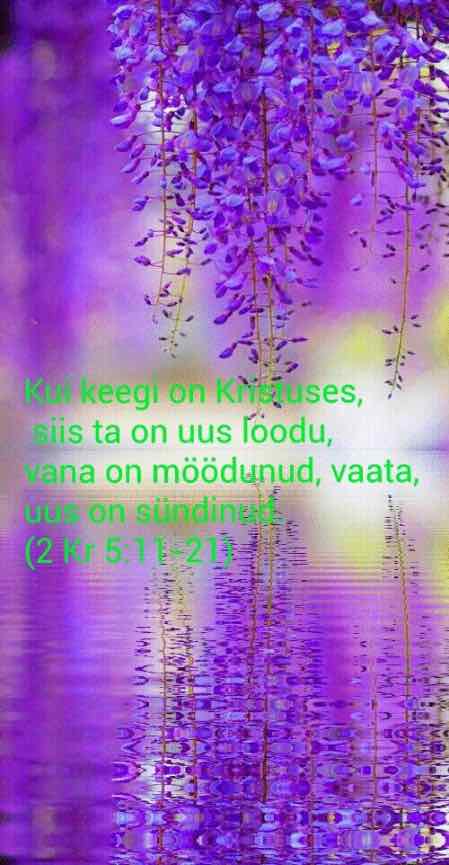 Kui keegi on Kristuses,
siis ta on uus loodu,
vana on möödunud, vaata,
uus on sündinud.
(2 Kr 5:11-21)